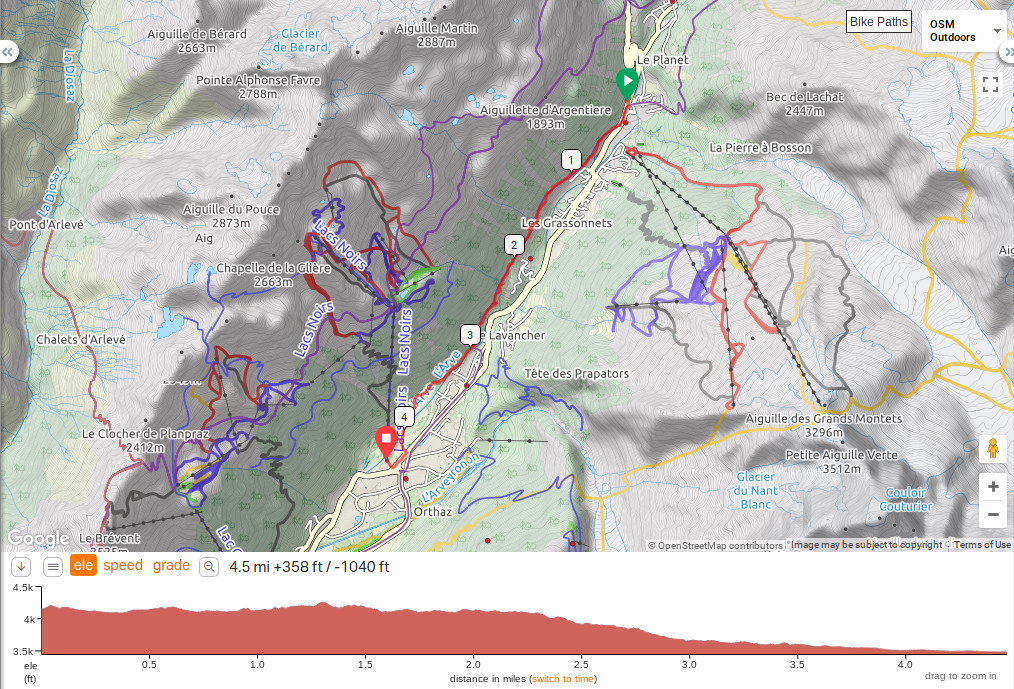 Aiguille de Bérard
2663m
Glacier
de Bérard
Aiguille Martin
2887m
Bike Paths
OSM
Outdoors
La Diosaz
Pointe Alphonse Favre
2788m
Le Planet
Aiguillette d'Argentiere
1893m
Bec de Lachat
2447m
La Pierre à Bosson
1
La Diosaz
Pont d'Arlevé
Aiguille du Pouce
2873m
Aig
Les Grassonnets
Lacs Noirs
2
Aig
Chapelle de la Glière
2663m
Lacs Noirs
Lacs Noirs
3
Lavancher
Chalets d'Arlevé
L'Arve
Arve
Tête des Prapators
4
Aiguille des Grands Montets
3296m
Le Clocher de Planpraz
2412m
Petite Aiguille Verte
3512m
L'Arveyron
Glacier
du Nant
Blanc
Couloir
Couturier
Orthaz
Le Brévent
Google
© OpenStreetMap contributors
Image may be subject to copyright
Terms of Use
ele speed grade 4.5 mi +358 ft / -1040 ft
4.5k
4k
3.5k
ele
(ft)
0.5 1.0 1.5 2.0 2.5 3.0 3.5 4.0
distance in miles (switch to time)
drag to zoom in